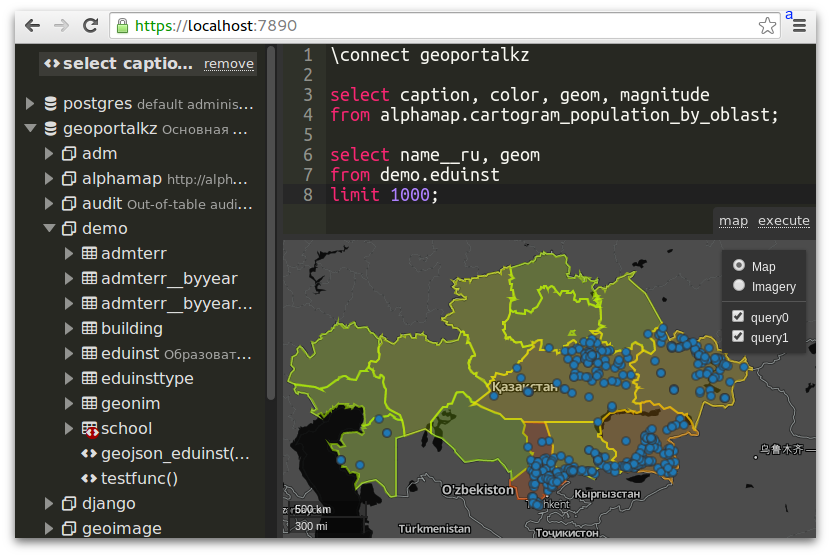 a
https://localhost:7890
select captio... remove
postgres default adminis...
geoportalkz Основная ...
adm
alphamap http://alph...
audit Out-of-table audi...
demo
admterr
admterr__byyear
admterr__byyear...
building
eduinst Образоват...
eduinsttype
geonim
school
geojson_eduinst(...
testfunc()
django
geoimage
1 \connect geoportalkz
2
3 select caption, color, geom, magnitude
4 from alphamap.cartogram_population_by_oblast;
5
6 select name__ru, geom
7 from demo.eduinst
8 limit 1000;
map execute
Map
Imagery
query0
query1
Қазақстан
乌鲁木齐
O'zbekiston
Кыргызстан
500 km
300 mi
Türkmenistan
Тоҷикистон